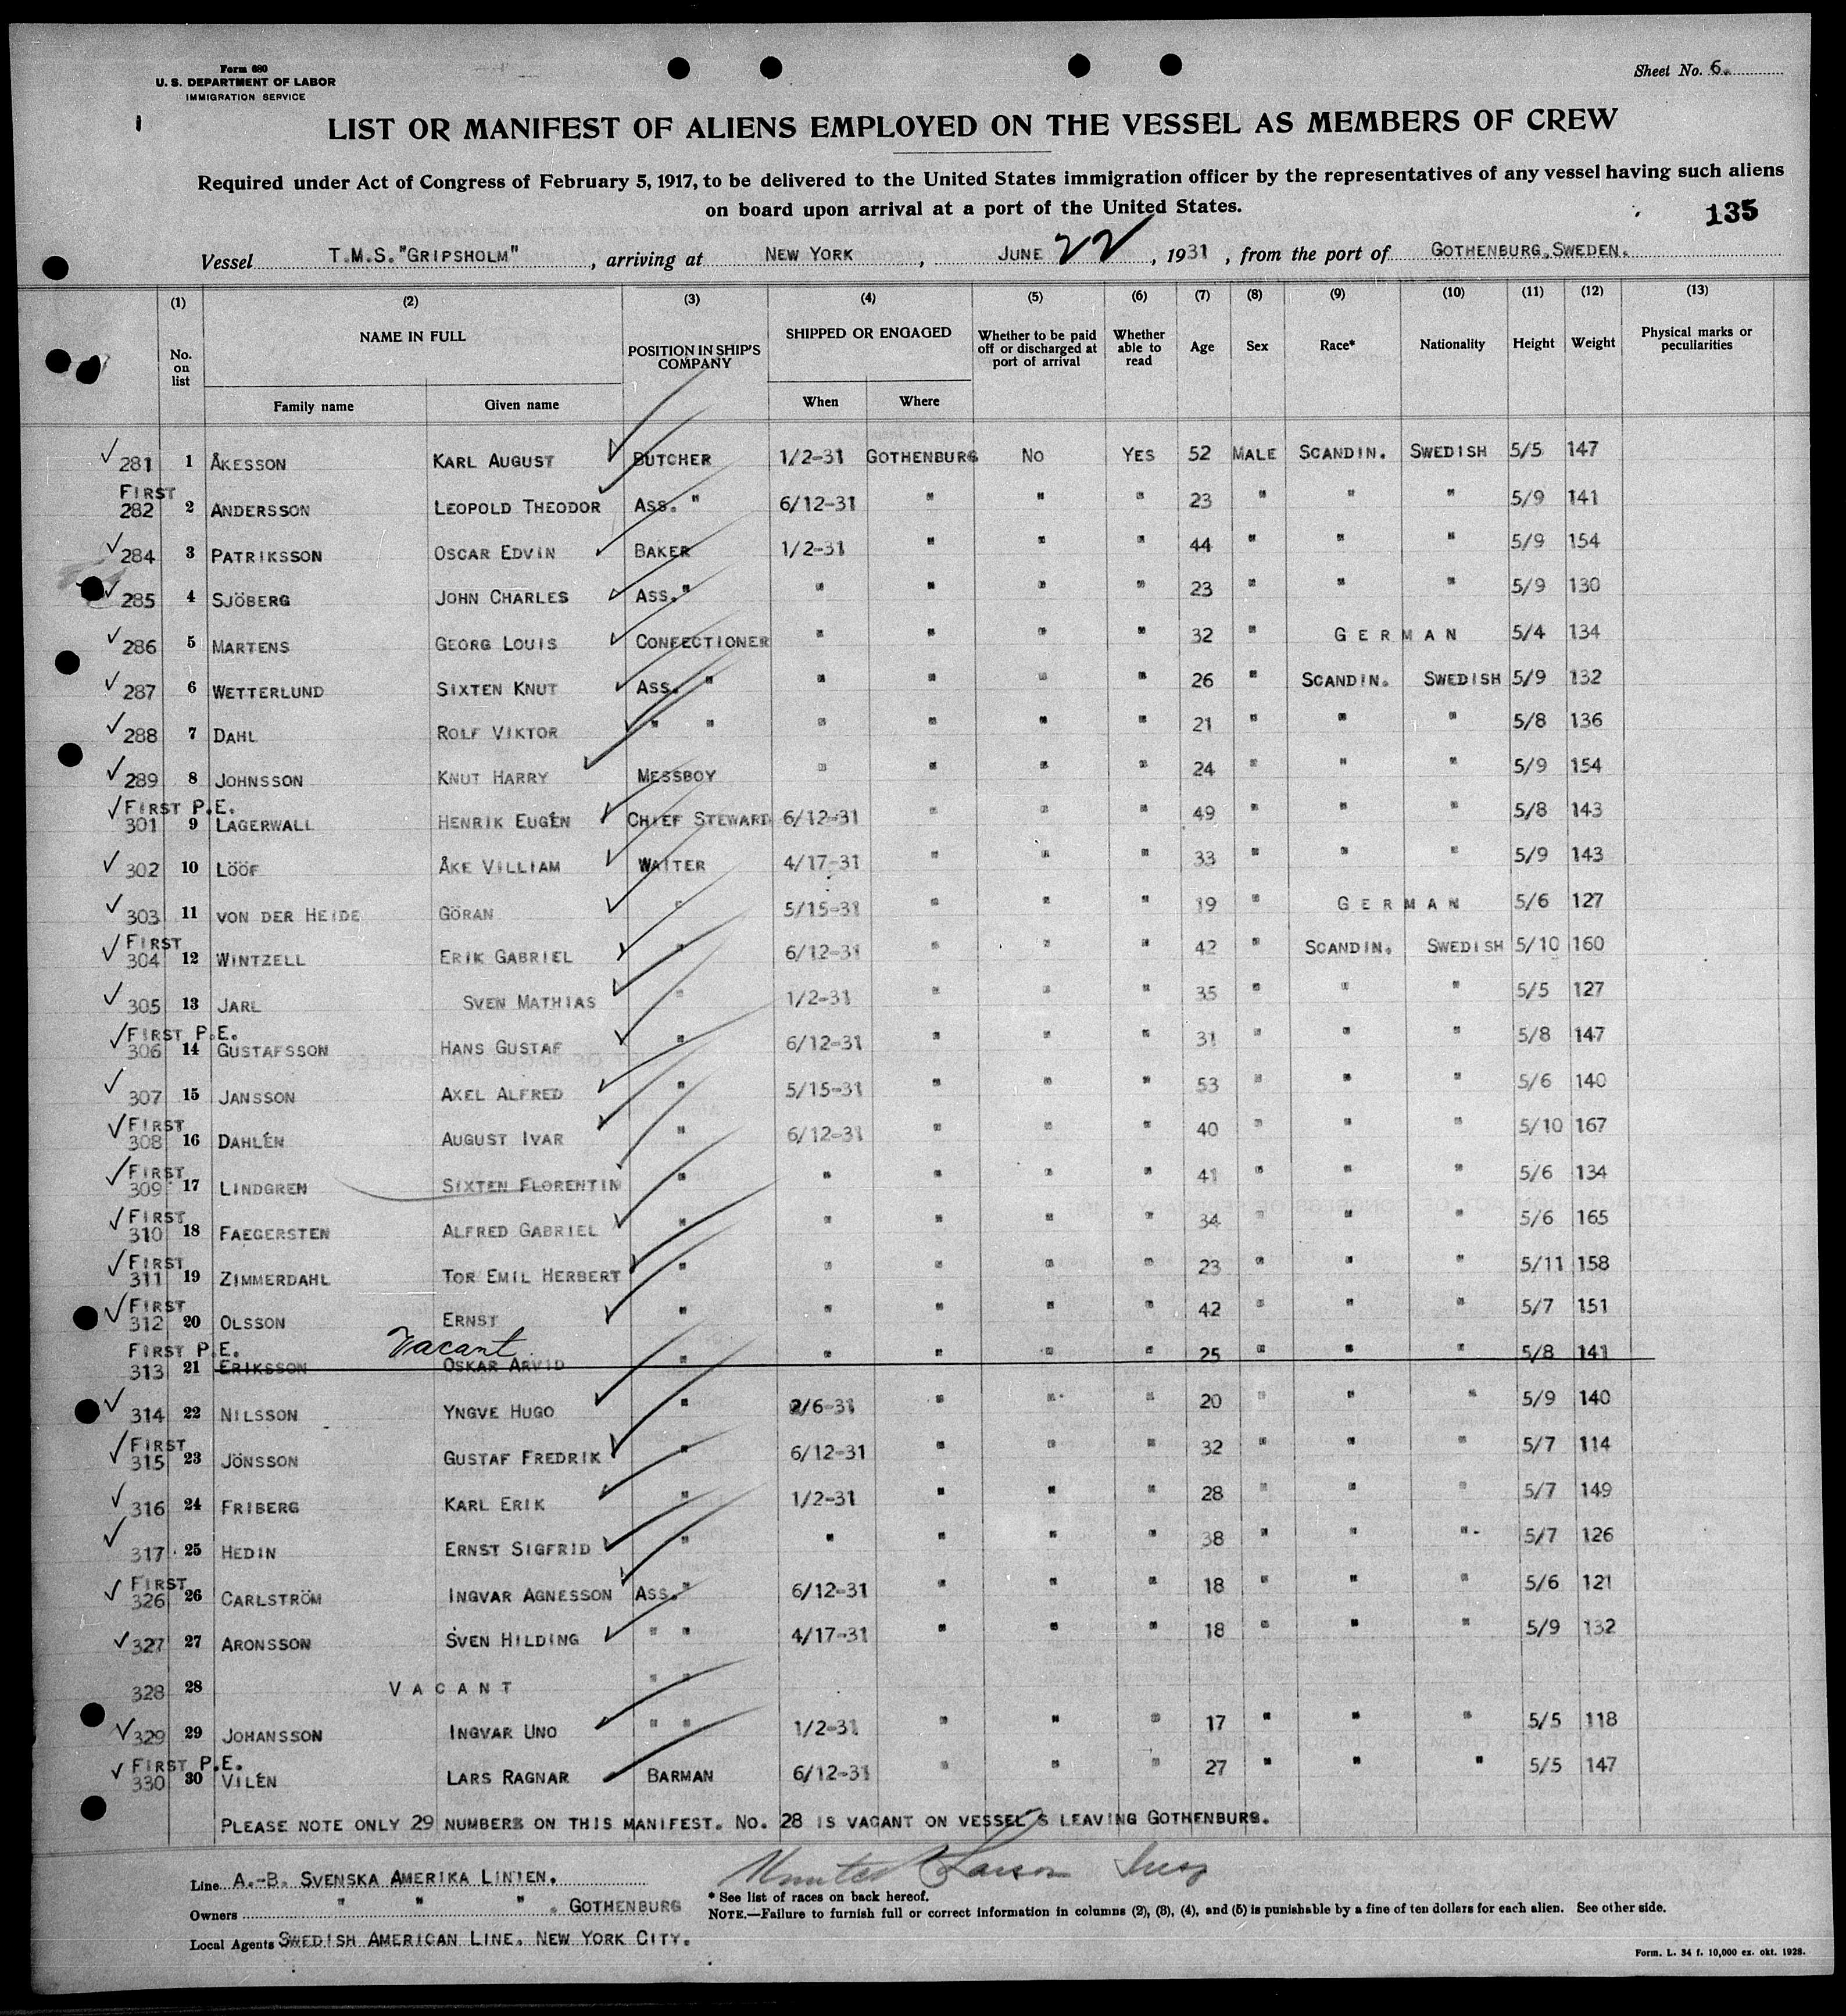 Form 680
U. S. DEPARTMENT OF LABOR
IMMIGRATION SERVICE
Sheet No. 6.
LIST OR MANIFEST OF ALIENS EMPLOYED ON THE VESSEL AS MEMBERS OF CREW
Required under Act of Congress of February 5, 1917, to be delivered to the United States immigration officer by the representatives of any vessel having such aliens
on board upon arrival at a port of the United States.
135
Vessel T.M.S. "GRIPSHOLM", arriving at NEW YORK, JUNE 22, 1931, from the port of GOTHENBURG, SWEDEN.
(1) (2) (3) (4) (5) (6) (7) (8) (9) (10) (11) (12) (13)
No. on list NAME IN FULL Family name Given name POSITION IN SHIP'S COMPANY SHIPPED OR ENGAGED When Where Whether to be paid off or discharged at port of arrival Whether able to read Age Sex Race* Nationality Height Weight Physical marks or peculiarities
281 1 ÅKESSON KARL AUGUST BUTCHER 1/2-31 GOTHENBURG NO YES 52 MALE SCANDIN. SWEDISH 5/5 147
FIRST
282 2 ANDERSSON LEOPOLD THEODOR ASS. " 6/12-31 " " " 23 " " " 5/9 141
284 3 PATRIKSSON OSCAR EDVIN BAKER 1/2-31 " " " 44 " " " 5/9 154
285 4 SJÖBERG JOHN CHARLES ASS. " " " " " 23 " " " 5/9 130
286 5 MARTENS GEORG LOUIS CONFECTIONER " " " " 32 " GERMAN 5/4 134
287 6 WETTERLUND SIXTEN KNUT ASS. " " " " " 26 " SCANDIN. SWEDISH 5/9 132
288 7 DAHL ROLF VIKTOR " " " " " " 21 " " " 5/8 136
289 8 JOHNSSON KNUT HARRY MESSBOY " " " " 24 " " " 5/9 154
FIRST P.E.
301 9 LAGERWALL HENRIK EUGÉN CHIEF STEWARD 6/12-31 " " " 49 " " " 5/8 143
302 10 LÖÖF ÅKE VILLIAM WAITER 4/17-31 " " " 33 " " " 5/9 143
303 11 VON DER HEIDE GÖRAN " 5/15-31 " " " 19 " GERMAN 5/6 127
FIRST
304 12 WINTZELL ERIK GABRIEL " 6/12-31 " " " 42 " SCANDIN. SWEDISH 5/10 160
305 13 JARL SVEN MATHIAS " 1/2-31 " " " 35 " " " 5/5 127
FIRST P.E.
306 14 GUSTAFSSON HANS GUSTAF " 6/12-31 " " " 31 " " " 5/8 147
307 15 JANSSON AXEL ALFRED " 5/15-31 " " " 53 " " " 5/6 140
FIRST
308 16 DAHLÉN AUGUST IVAR " 6/12-31 " " " 40 " " " 5/10 167
FIRST
309 17 LINDGREN SIXTEN FLORENTIN " " " " " 41 " " " 5/6 134
FIRST
310 18 FAEGERSTEN ALFRED GABRIEL " " " " " 34 " " " 5/6 165
FIRST
311 19 ZIMMERDAHL TOR EMIL HERBERT " " " " " 23 " " " 5/11 158
FIRST
312 20 OLSSON ERNST " " " " " 42 " " " 5/7 151
FIRST P.E. Vacant
313 21 ERIKSSON OSKAR ARVID " " " " " 25 " " " 5/8 141
314 22 NILSSON YNGVE HUGO " 2/6-31 " " " 20 " " " 5/9 140
FIRST
315 23 JÖNSSON GUSTAF FREDRIK " 6/12-31 " " " 32 " " " 5/7 114
316 24 FRIBERG KARL ERIK " 1/2-31 " " " 28 " " " 5/7 149
317 25 HEDIN ERNST SIGFRID " " " " " 38 " " " 5/7 126
FIRST
326 26 CARLSTRÖM INGVAR AGNESSON ASS. " 6/12-31 " " " 18 " " " 5/6 121
327 27 ARONSSON SVEN HILDING " " 4/17-31 " " " 18 " " " 5/9 132
328 28 VACANT " "
329 29 JOHANSSON INGVAR UNO " " 1/2-31 " " " 17 " " " 5/5 118
FIRST P.E.
330 30 VILÉN LARS RAGNAR BARMAN 6/12-31 " " " 27 " " " 5/5 147
PLEASE NOTE ONLY 29 NUMBERS ON THIS MANIFEST. NO. 28 IS VACANT ON VESSEL'S LEAVING GOTHENBURG.
Line A.-B. SVENSKA AMERIKA LINIEN.
* See list of races on back hereof.
Owners " " ". GOTHENBURG
NOTE.—Failure to furnish full or correct information in columns (2), (3), (4), and (5) is punishable by a fine of ten dollars for each alien. See other side.
Local Agents SWEDISH AMERICAN LINE. NEW YORK CITY.
Form. L. 34 f. 10,000 ex. okt. 1928.